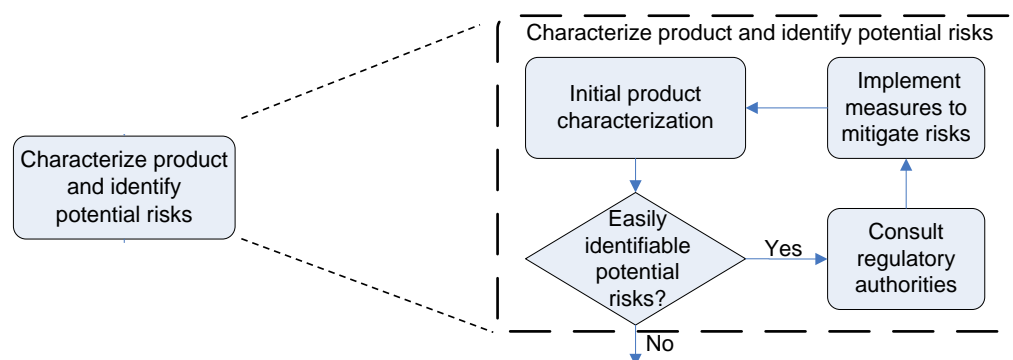 Characterize product
and identify
potential risks
Characterize product and identify potential risks
Initial product
characterization
Implement
measures to
mitigate risks
Easily
identifiable
potential
risks?
Yes
Consult
regulatory
authorities
No